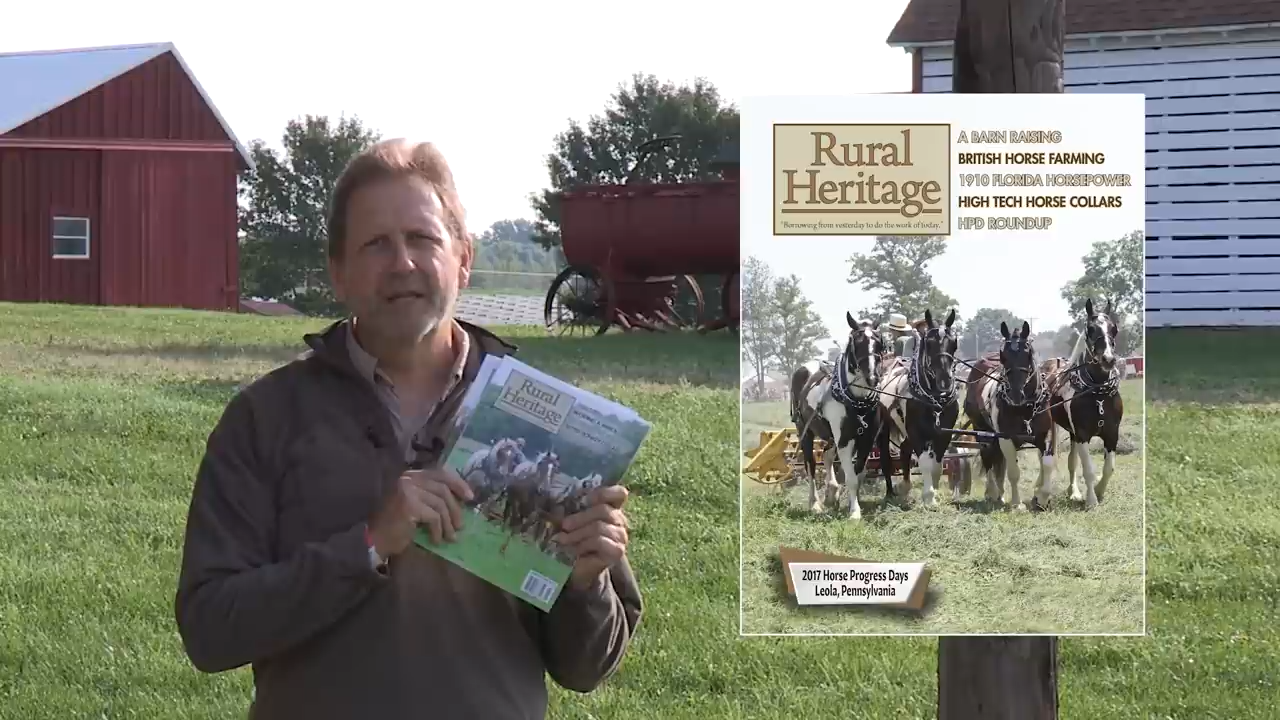 Rural
Heritage
"Borrowing from yesterday to do the work of today."
A BARN RAISING
BRITISH HORSE FARMING
1910 FLORIDA HORSEPOWER
HIGH TECH HORSE COLLARS
HPD ROUNDUP
2017 Horse Progress Days
Leola, Pennsylvania
Rural
Heritage